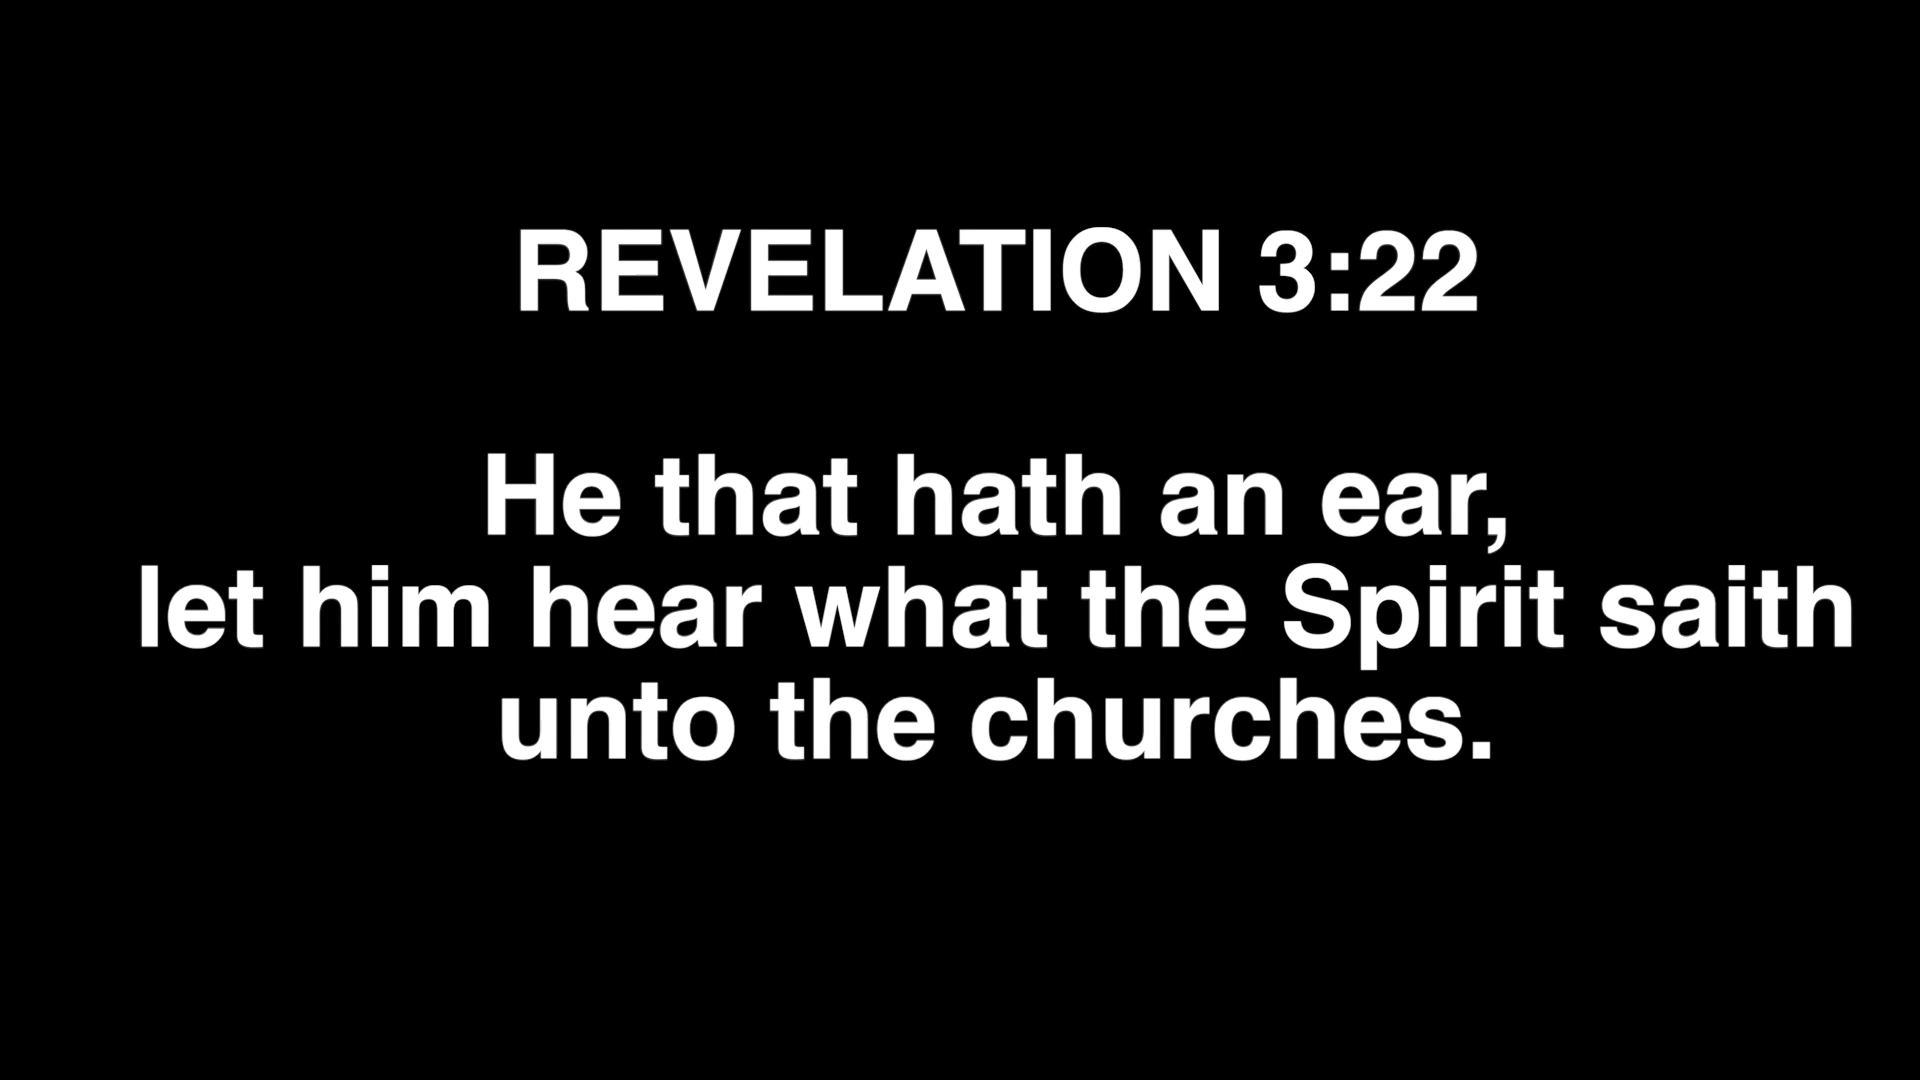 REVELATION 3:22
He that hath an ear,
let him hear what the Spirit saith
unto the churches.